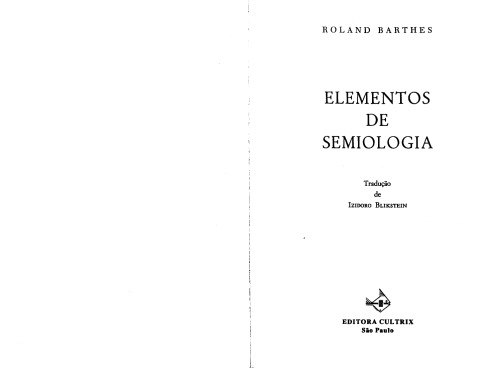 ROLAND BARTHES
ELEMENTOS
DE
SEMIOLOGIA
Tradução
de
IZIDORO BLIKSTEIN
EDITORA CULTRIX
São Paulo